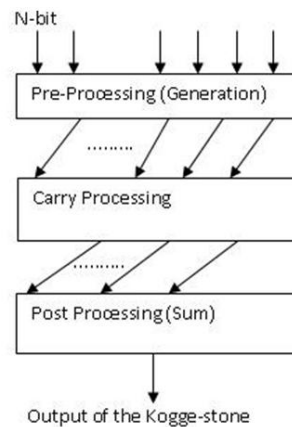 N-bit
Pre-Processing (Generation)
.........
Carry Processing
.........
Post Processing (Sum)
Output of the Kogge-stone